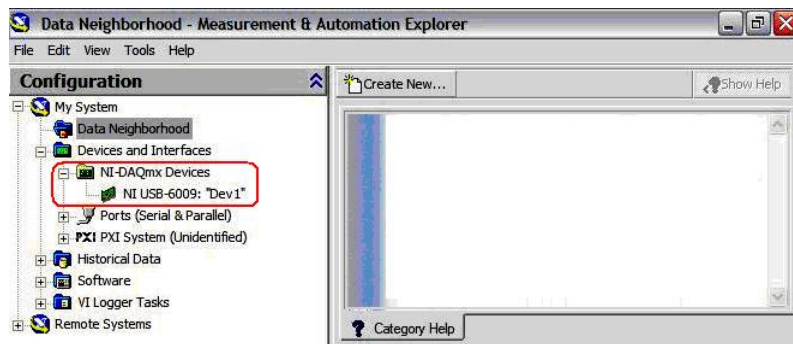 Data Neighborhood - Measurement & Automation Explorer
File Edit View Tools Help
Configuration
Create New...
Show Help
My System
Data Neighborhood
Devices and Interfaces
NI-DAQmx Devices
NI USB-6009: "Dev1"
Ports (Serial & Parallel)
PXI PXI System (Unidentified)
Historical Data
Software
VI Logger Tasks
Remote Systems
? Category Help